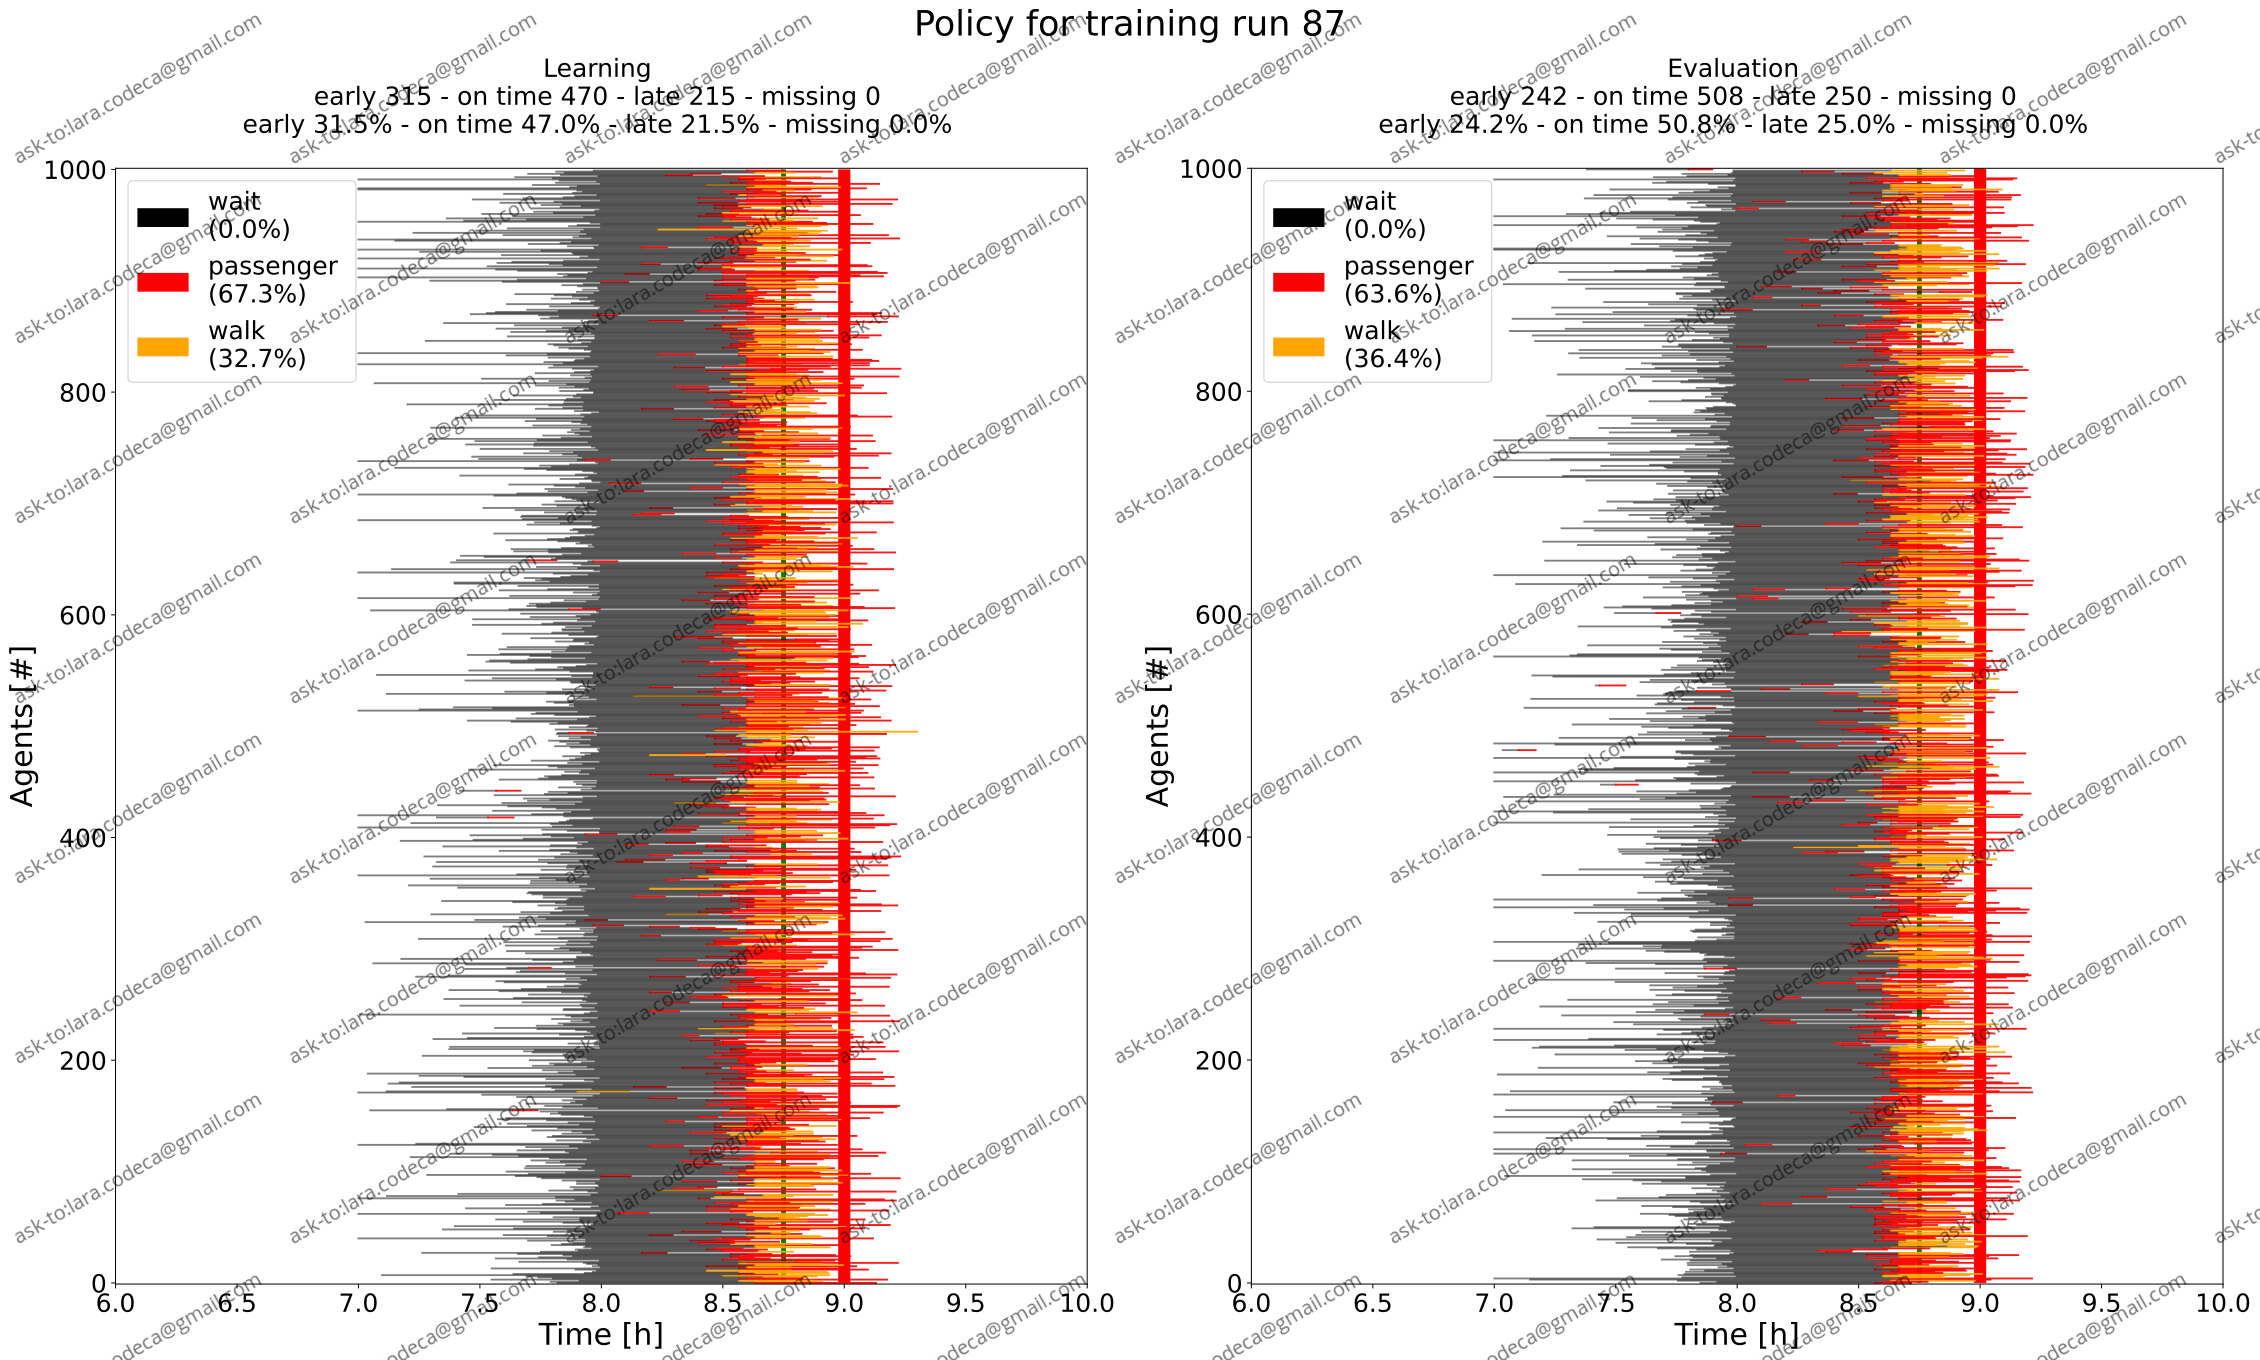 Policy for training run 87
Learning
early 315 - on time 470 - late 215 - missing 0
early 31.5% - on time 47.0% - late 21.5% - missing 0.0%
1000
800
600
400
200
0
Agents [#]
wait
(0.0%)
passenger
(67.3%)
walk
(32.7%)
6.0 6.5 7.0 7.5 8.0 8.5 9.0 9.5 10.0
Time [h]
Evaluation
early 242 - on time 508 - late 250 - missing 0
early 24.2% - on time 50.8% - late 25.0% - missing 0.0%
1000
800
600
400
200
0
Agents [#]
wait
(0.0%)
passenger
(63.6%)
walk
(36.4%)
6.0 6.5 7.0 7.5 8.0 8.5 9.0 9.5 10.0
Time [h]
ask-to:lara.codeca@gmail.com